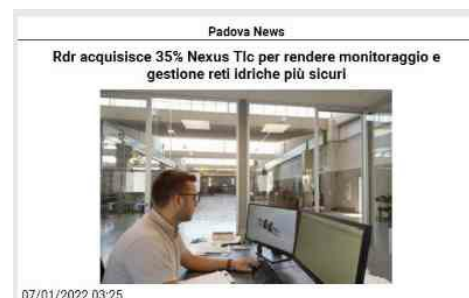 Padova News
Rdr acquisisce 35% Nexus Tlc per rendere monitoraggio e
gestione reti idriche più sicuri
07/01/2022 03:25